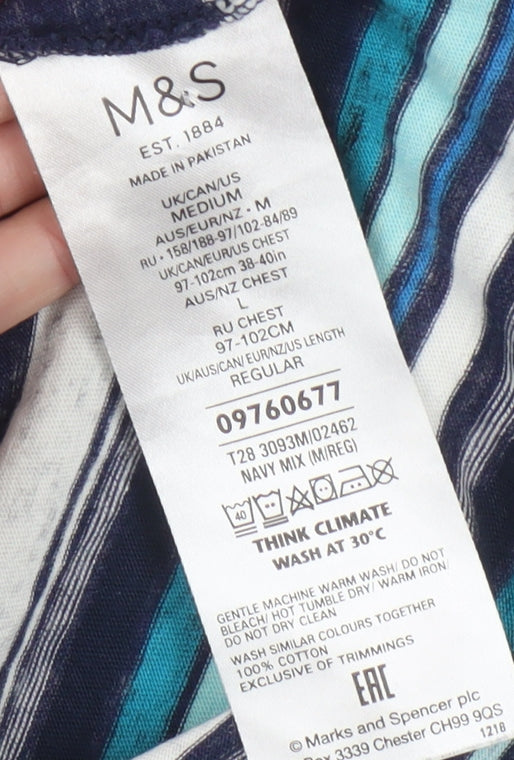 M&S
EST. 1884
MADE IN PAKISTAN
UK/CAN/US
MEDIUM
AUS/EUR/NZ • M
RU • 158/188-97/102-84/89
UK/CAN/EUR/US CHEST
97-102cm 38-40in
AUS/NZ CHEST
L
RU CHEST
97-102CM
UK/AUS/CAN/EUR/NZ/US LENGTH
REGULAR
09760677
T28 3093M/02462
NAVY MIX (M/REG)
40
THINK CLIMATE
WASH AT 30°C
GENTLE MACHINE WARM WASH/ DO NOT
BLEACH/ HOT TUMBLE DRY/ WARM IRON/
DO NOT DRY CLEAN
WASH SIMILAR COLOURS TOGETHER
100% COTTON
EXCLUSIVE OF TRIMMINGS
EAC
© Marks and Spencer plc
Box 3339 Chester CH99 9QS
1216